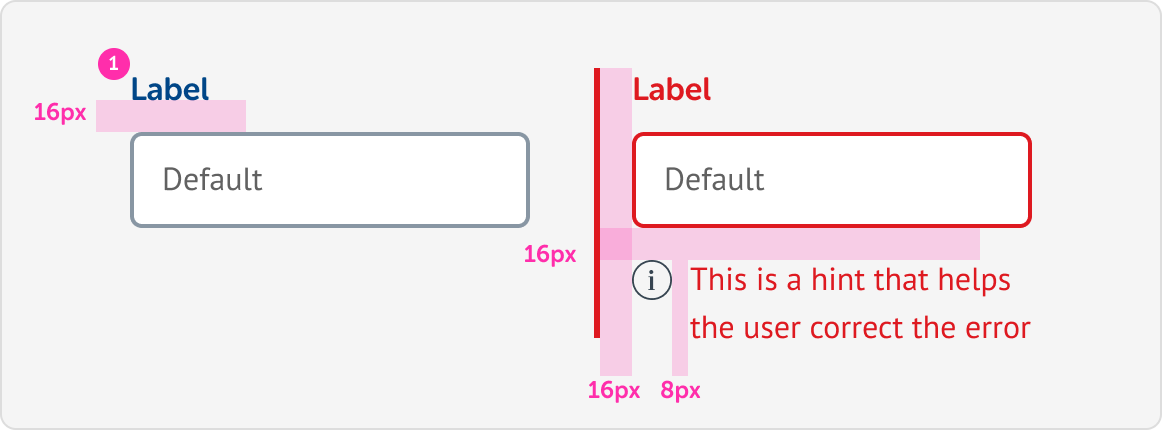 1
Label
16px
Default
Label
Default
16px
i
This is a hint that helps
the user correct the error
16px
8px